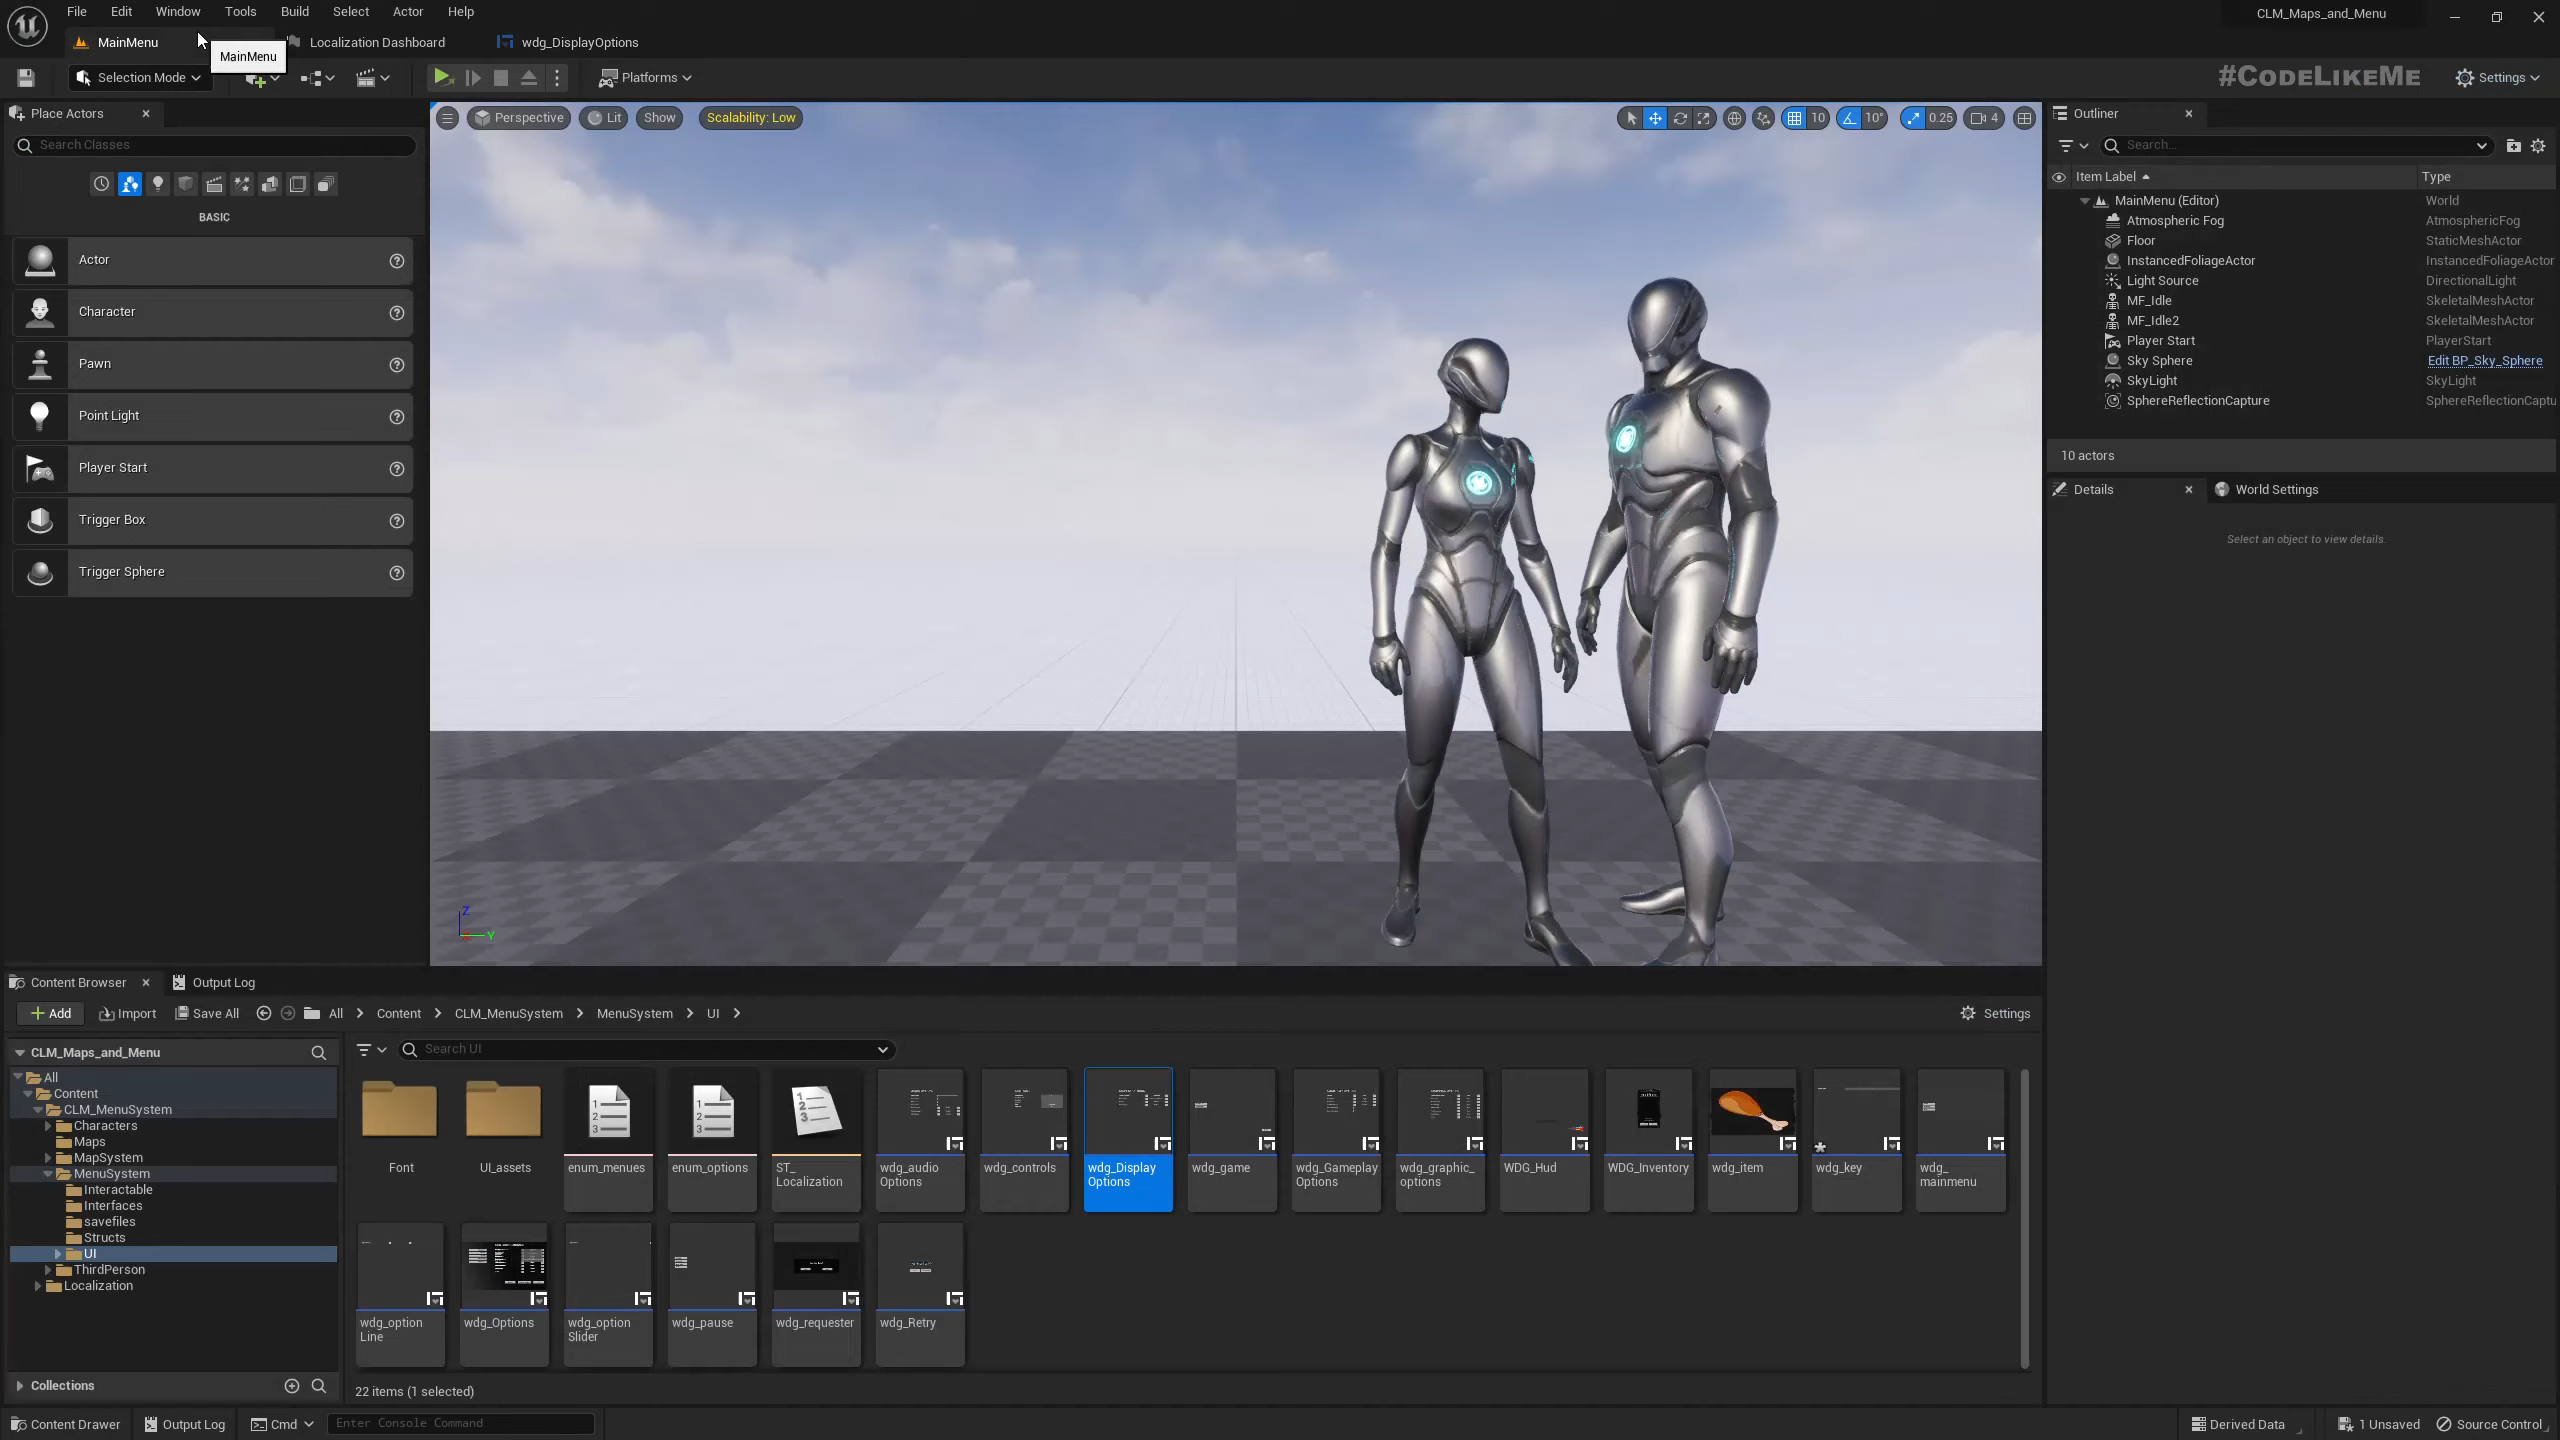 File Edit Window Tools Build Select Actor Help
CLM_Maps_and_Menu
MainMenu Localization Dashboard wdg_DisplayOptions
MainMenu
Selection Mode Platforms #CODELIKEME Settings
Place Actors
Search Classes
BASIC
Actor
Character
Pawn
Point Light
Player Start
Trigger Box
Trigger Sphere
Perspective Lit Show Scalability: Low 10 10° 0.25 4
Z
Y
Outliner
Search...
Item Label Type
MainMenu (Editor) World
Atmospheric Fog AtmosphericFog
Floor StaticMeshActor
InstancedFoliageActor InstancedFoliageActor
Light Source DirectionalLight
MF_Idle SkeletalMeshActor
MF_Idle2 SkeletalMeshActor
Player Start PlayerStart
Sky Sphere Edit BP_Sky_Sphere
SkyLight SkyLight
SphereReflectionCapture SphereReflectionCaptu
10 actors
Details World Settings
Select an object to view details.
Content Browser Output Log
Add Import Save All All Content CLM_MenuSystem MenuSystem UI Settings
CLM_Maps_and_Menu
All
Content
CLM_MenuSystem
Characters
Maps
MapSystem
MenuSystem
Interactable
Interfaces
savefiles
Structs
UI
ThirdPerson
Localization
Collections
Search UI
Font
UI_assets
enum_menues
enum_options
ST_
Localization
wdg_audio
Options
wdg_controls
wdg_Display
Options
wdg_game
wdg_Gameplay
Options
wdg_graphic_
options
WDG_Hud
WDG_Inventory
wdg_item
wdg_key
wdg_
mainmenu
wdg_option
Line
wdg_Options
wdg_option
Slider
wdg_pause
wdg_requester
wdg_Retry
22 items (1 selected)
Content Drawer Output Log Cmd Enter Console Command Derived Data 1 Unsaved Source Control